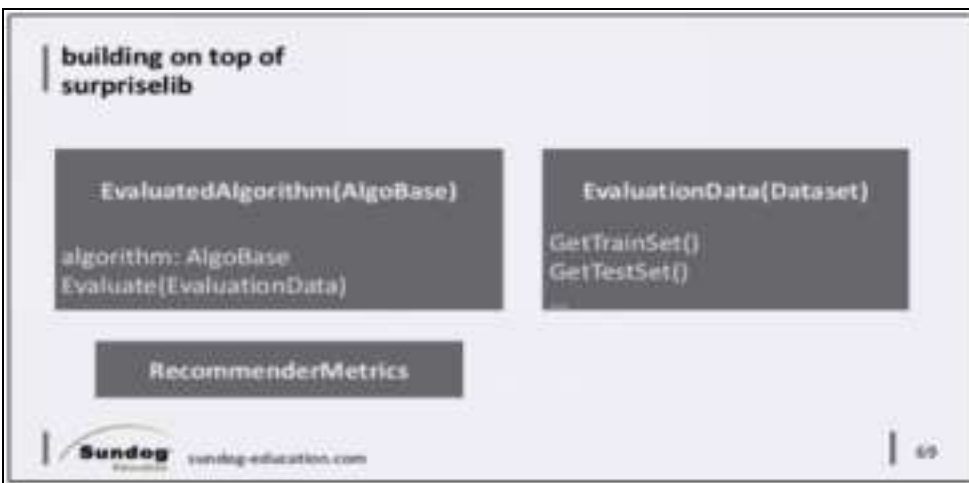 building on top of
surpriselib
EvaluatedAlgorithm(AlgoBase)
algorithm: AlgoBase
Evaluate(EvaluationData)
EvaluationData(Dataset)
GetTrainSet()
GetTestSet()
...
RecommenderMetrics
Sundog
Education
sundog-education.com
69